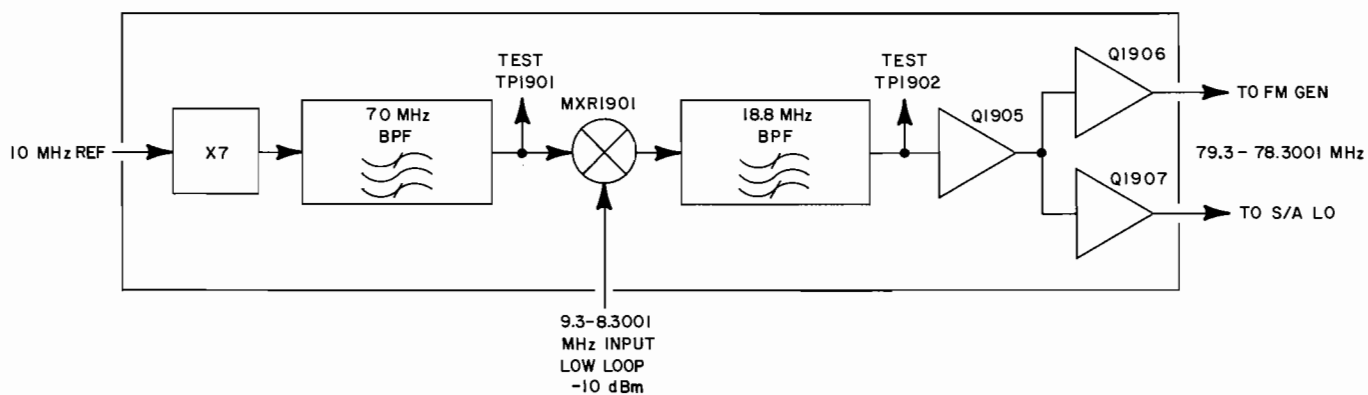 10 MHz REF
X7
70 MHz
BPF
TEST
TP1901
MXR1901
9.3-8.3001
MHz INPUT
LOW LOOP
-10 dBm
18.8 MHz
BPF
TEST
TP1902
Q1905
Q1906
TO FM GEN
79.3-78.3001 MHz
Q1907
TO S/A LO